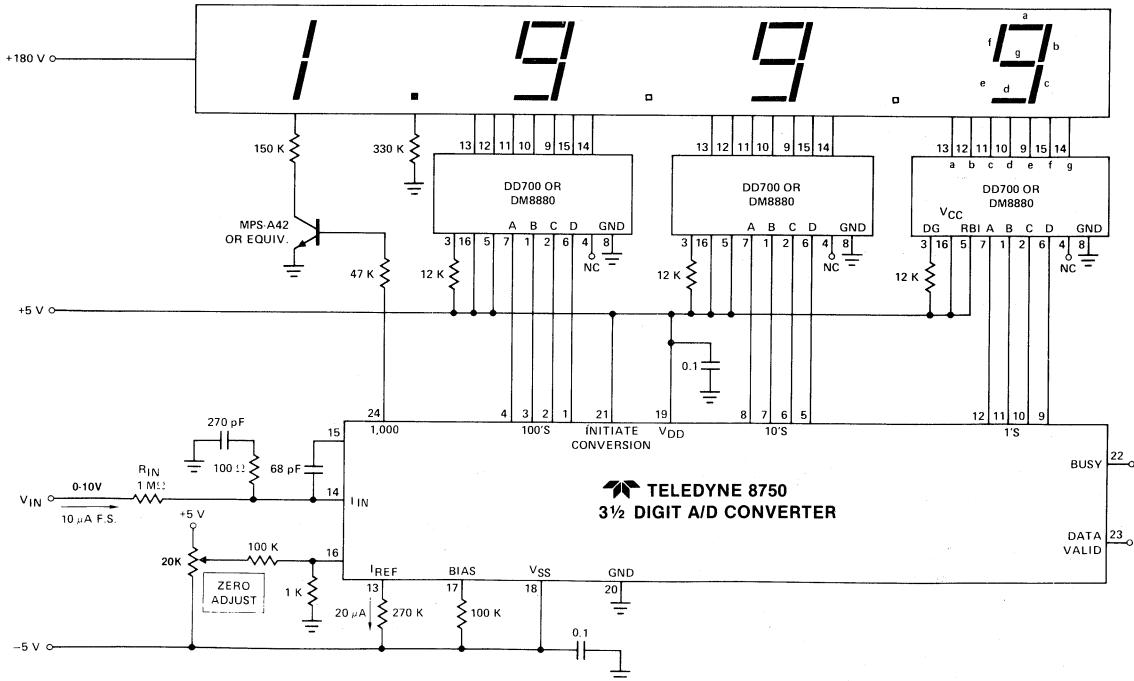 a
+180 V
f
b
g
e
d
c
150 K
330 K
13 12 11 10 9 15 14
13 12 11 10 9 15 14
13 12 11 10 9 15 14
a b c d e f g
DD700 OR
DM8880
DD700 OR
DM8880
DD700 OR
DM8880
MPS-A42
OR EQUIV.
VCC
A B C D GND
A B C D GND
DG RBI A B C D GND
3 16 5 7 1 2 6 4 8
3 16 5 7 1 2 6 4 8
3 16 5 7 1 2 6 4 8
47 K
12 K
NC
12 K
NC
12 K
NC
+5 V
0.1
24
4 3 2 1
21
19
8 7 6 5
12 11 10 9
1,000
100'S
INITIATE
CONVERSION
VDD
10'S
1'S
270 pF
15
100 Ω
68 pF
BUSY
22
RIN
1 MΩ
VIN
0-10V
10 μA F.S.
14
IIN
TELEDYNE 8750
3½ DIGIT A/D CONVERTER
+5 V
DATA
VALID
23
20K
100 K
16
ZERO
ADJUST
1 K
IREF
BIAS
VSS
GND
13
17
18
20
20 μA
270 K
100 K
0.1
−5 V